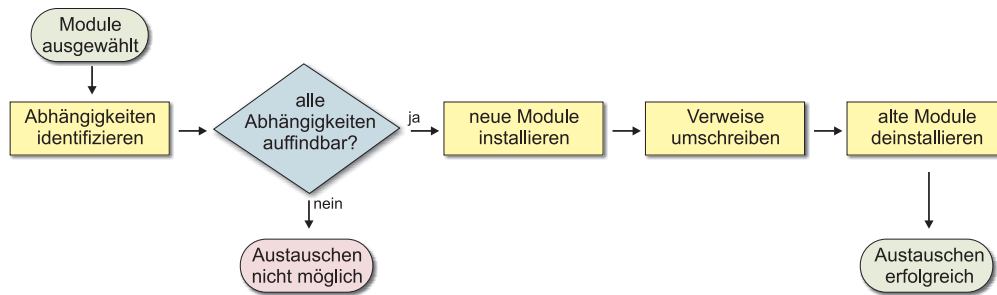 Module
ausgewählt
Abhängigkeiten
identifizieren
alle
Abhängigkeiten
auffindbar?
ja
neue Module
installieren
Verweise
umschreiben
alte Module
deinstallieren
nein
Austauschen
nicht möglich
Austauschen
erfolgreich